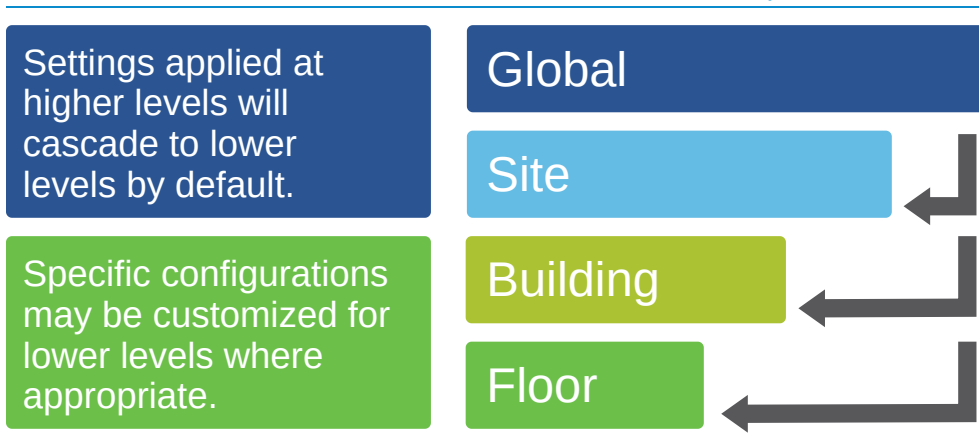 Settings applied at
higher levels will
cascade to lower
levels by default.
Specific configurations
may be customized for
lower levels where
appropriate.
Global
Site
Building
Floor